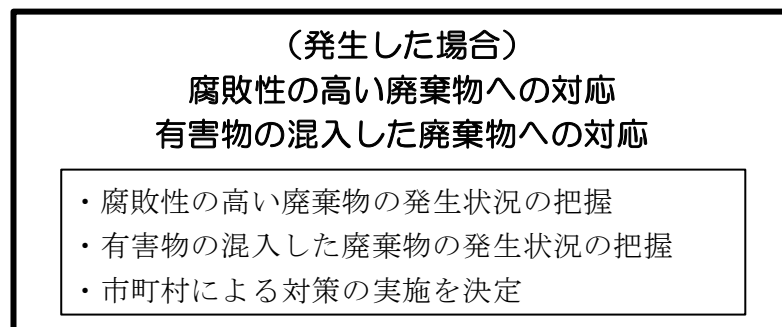 （発生した場合）
腐敗性の高い廃棄物への対応
有害物の混入した廃棄物への対応
・腐敗性の高い廃棄物の発生状況の把握
・有害物の混入した廃棄物の発生状況の把握
・市町村による対策の実施を決定